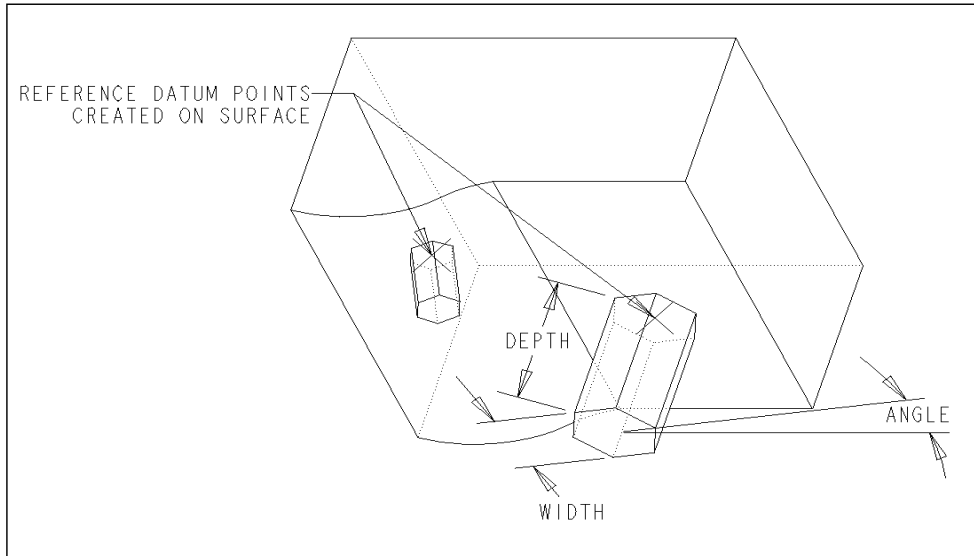 REFERENCE DATUM POINTS
CREATED ON SURFACE
DEPTH
ANGLE
WIDTH